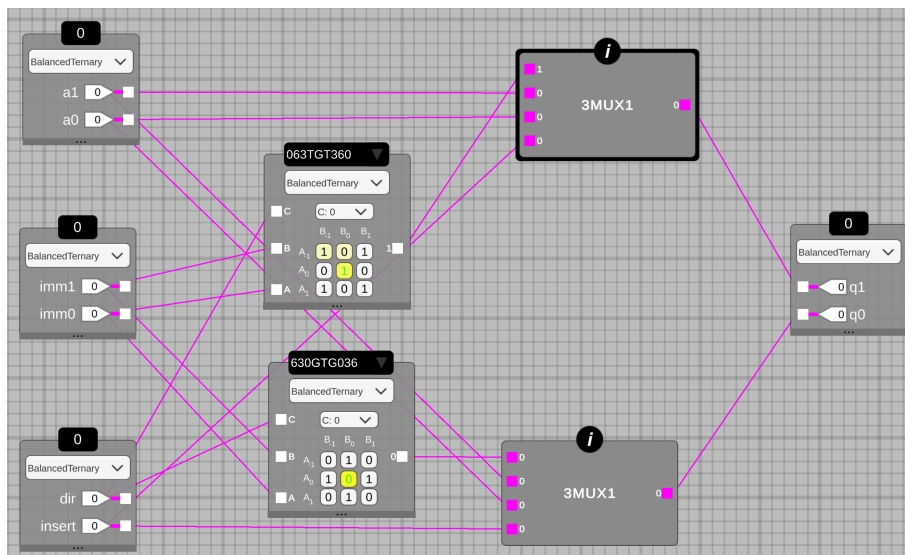 0
BalancedTernary
a1 0
a0 0
...
i
3MUX1
1
0
0
0
0
063TGT360
BalancedTernary
C
C: 0
B1 B0 B1
B
A1 1 0 1
1
A0 0 1 0
A
A1 1 0 1
...
0
BalancedTernary
imm1 0
imm0 0
...
0
BalancedTernary
0 q1
0 q0
...
630GTG036
BalancedTernary
C
C: 0
B1 B0 B1
B
A1 0 1 0
0
A0 1 0 1
A
A1 0 1 0
...
0
BalancedTernary
dir 0
insert 0
...
i
3MUX1
0
0
0
0
0